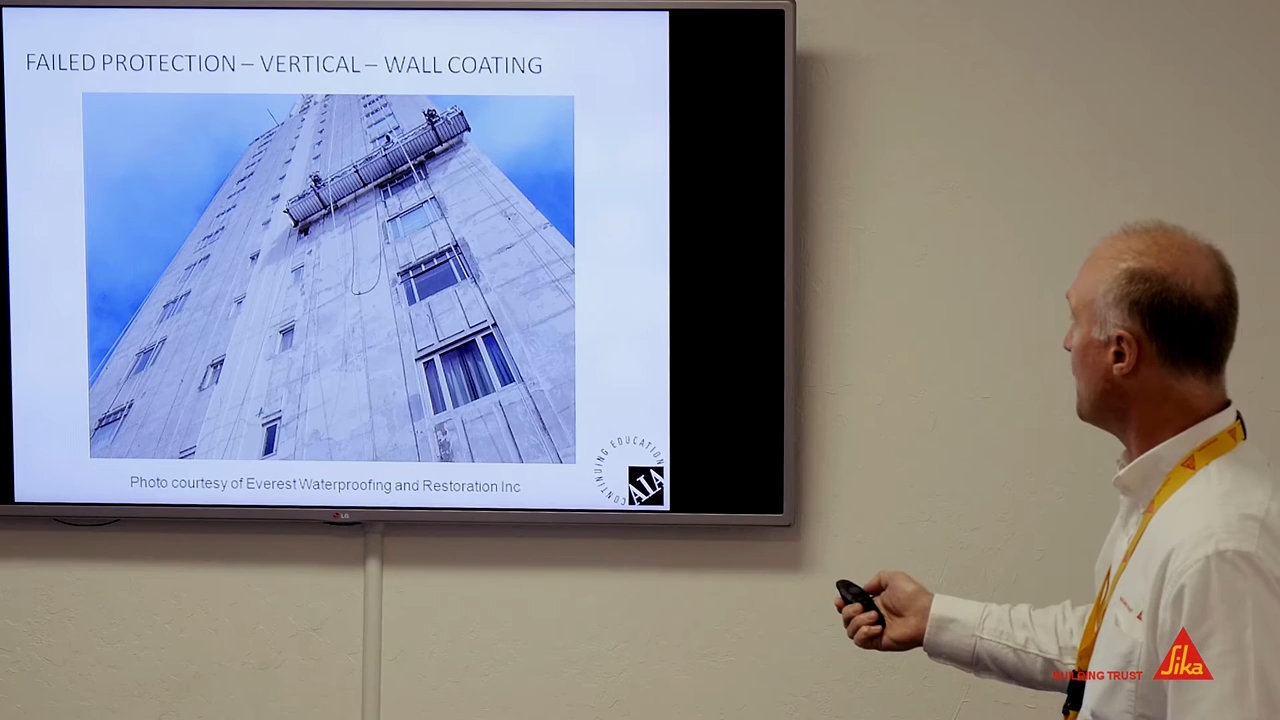 FAILED PROTECTION – VERTICAL – WALL COATING
Photo courtesy of Everest Waterproofing and Restoration Inc
CONTINUING EDUCATION
AIA
LG
BUILDING TRUST
Sika